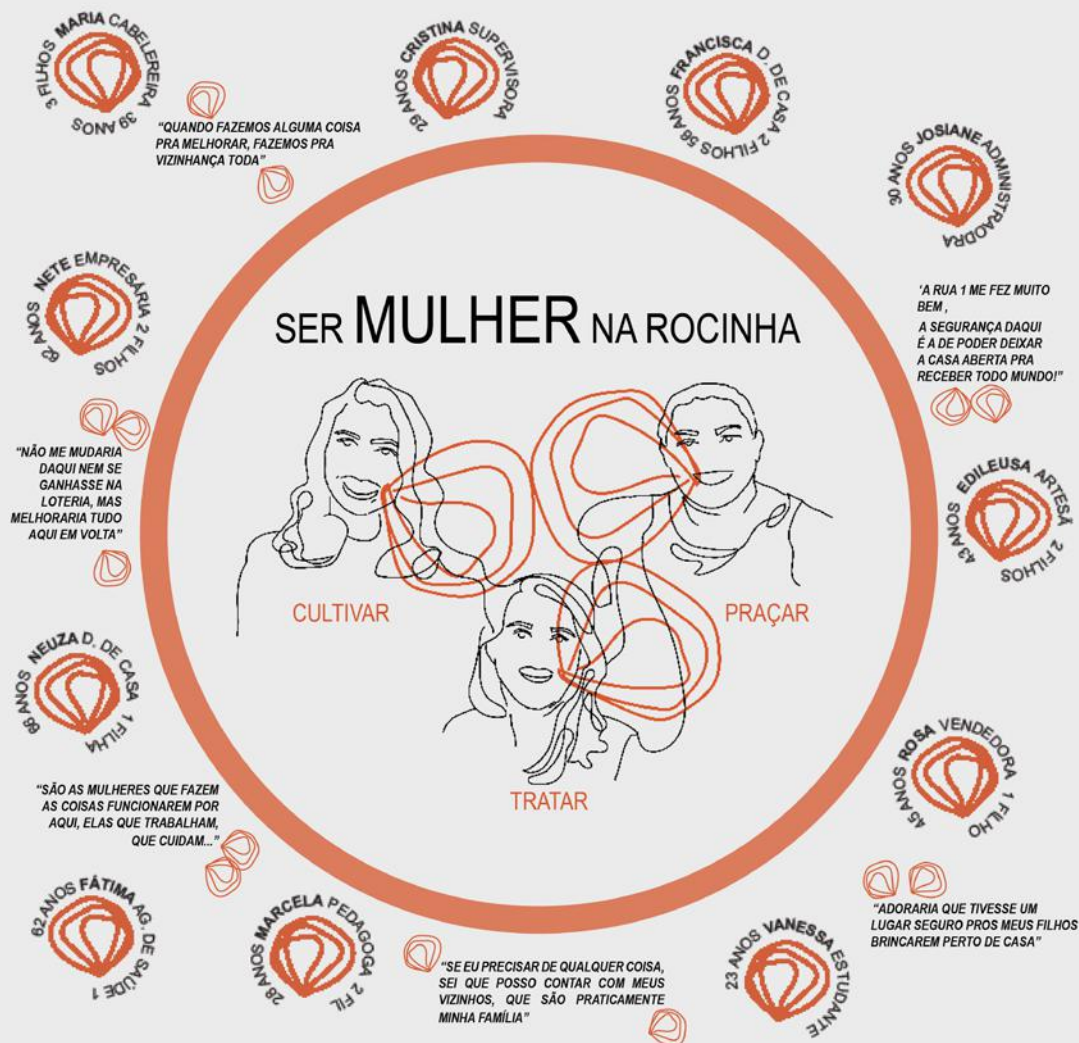 3 FILHOS MARIA CABELEREIRA 39 ANOS
29 ANOS CRISTINA SUPERVISORA
56 ANOS FRANCISCA D. DE CASA 2 FILHOS
"QUANDO FAZEMOS ALGUMA COISA
PRA MELHORAR, FAZEMOS PRA
VIZINHANÇA TODA"
30 ANOS JOSIANE ADMINISTRAODRA
62 ANOS NETE EMPRESÁRIA 2 FILHOS
SER MULHER NA ROCINHA
'A RUA 1 ME FEZ MUITO
BEM ,
A SEGURANÇA DAQUI
É A DE PODER DEIXAR
A CASA ABERTA PRA
RECEBER TODO MUNDO!"
"NÃO ME MUDARIA
DAQUI NEM SE
GANHASSE NA
LOTERIA, MAS
MELHORARIA TUDO
AQUI EM VOLTA"
43 ANOS EDILEUSA ARTESÃ 2 FILHOS
CULTIVAR
PRAÇAR
TRATAR
66 ANOS NEUZA D. DE CASA 1 FILHA
45 ANOS ROSA VENDEDORA 1 FILHO
"SÃO AS MULHERES QUE FAZEM
AS COISAS FUNCIONAREM POR
AQUI, ELAS QUE TRABALHAM,
QUE CUIDAM..."
62 ANOS FÁTIMA AG. DE SAÚDE 1
28 ANOS MARCELA PEDAGOGA 2 FIL
"SE EU PRECISAR DE QUALQUER COISA,
SEI QUE POSSO CONTAR COM MEUS
VIZINHOS, QUE SÃO PRATICAMENTE
MINHA FAMÍLIA"
23 ANOS VANESSA ESTUDANTE
"ADORARIA QUE TIVESSE UM
LUGAR SEGURO PROS MEUS FILHOS
BRINCAREM PERTO DE CASA"